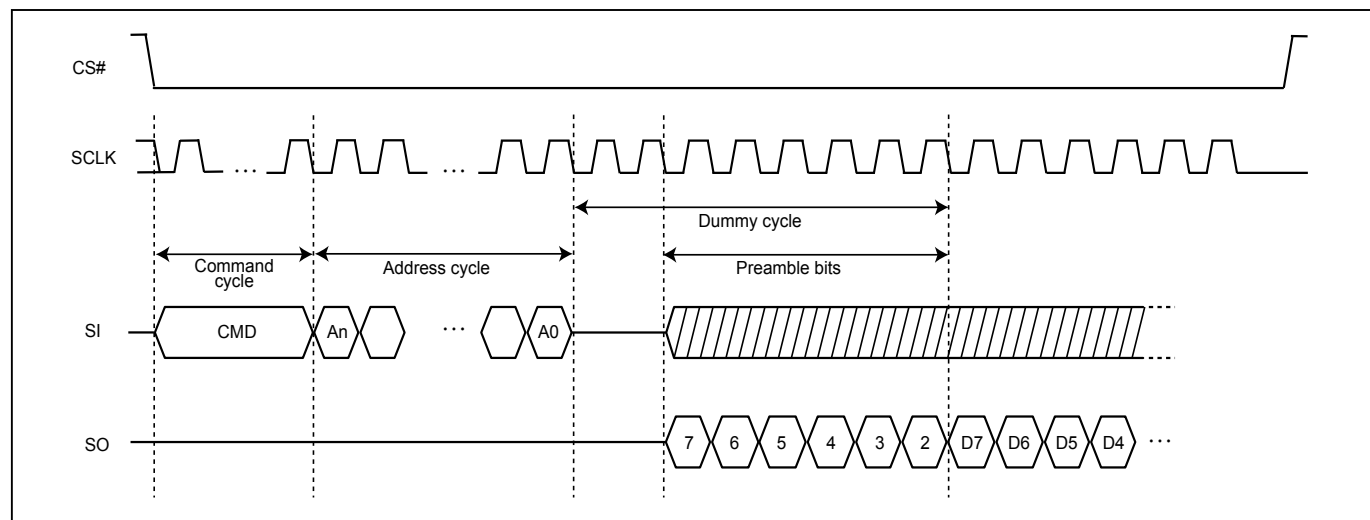 CS#
SCLK
...
...
Dummy cycle
Command
cycle
Address cycle
Preamble bits
SI
CMD
An
...
A0
SO
7 6 5 4 3 2 D7 D6 D5 D4 ...